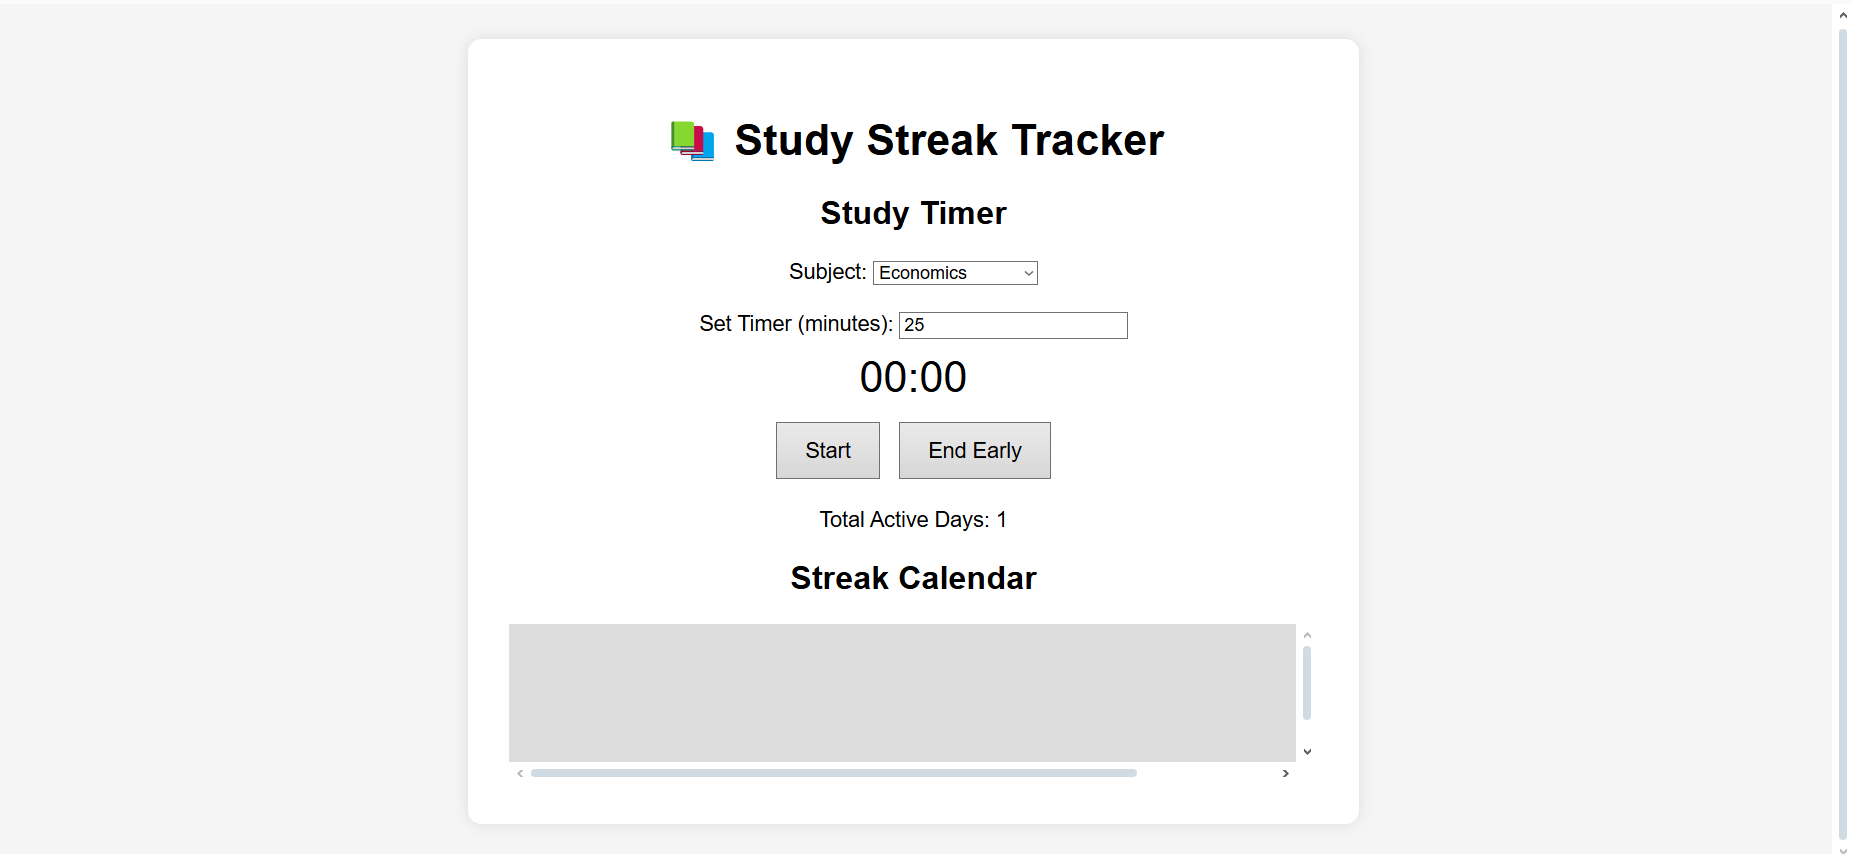 Study Streak Tracker
Study Timer
Subject: Economics
Set Timer (minutes): 25
00:00
Start End Early
Total Active Days: 1
Streak Calendar